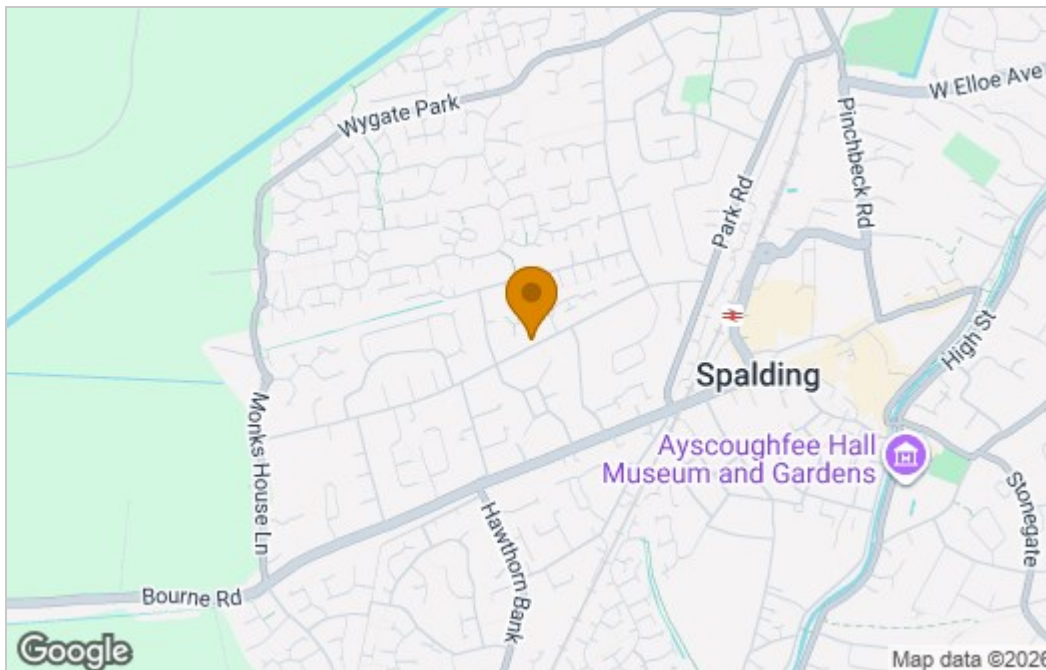 W Elloe Ave
Wygate Park
Pinchbeck Rd
Park Rd
High St
Spalding
Monks House Ln
Ayscoughfee Hall
Museum and Gardens
Stonegate
Hawthorn Bank
Bourne Rd
Google
Map data ©2026